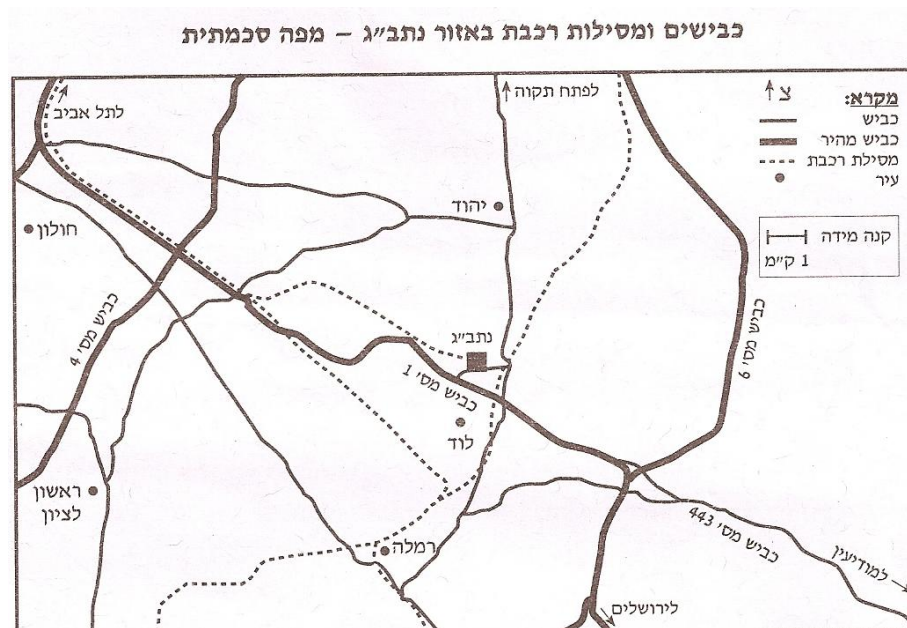 כבישים ומסילות רכבת באזור נתב״ג – מפה סכמתית
מקרא:
צ
כביש
כביש מהיר
מסילת רכבת
עיר
קנה מידה
1 ק״מ
לתל אביב
לפתח תקוה
יהוד
חולון
כביש מס׳ 4
כביש מס׳ 6
נתב״ג
כביש מס׳ 1
לוד
ראשון
לציון
רמלה
כביש מס׳ 443
למודיעין
לירושלים